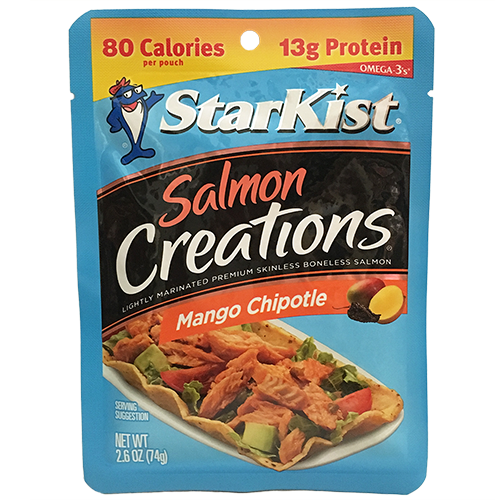 80 Calories
per pouch
13g Protein
OMEGA-3's*
StarKist®
Salmon
Creations®
LIGHTLY MARINATED PREMIUM SKINLESS BONELESS SALMON
Mango Chipotle
SERVING
SUGGESTION
NET WT
2.6 OZ (74g)